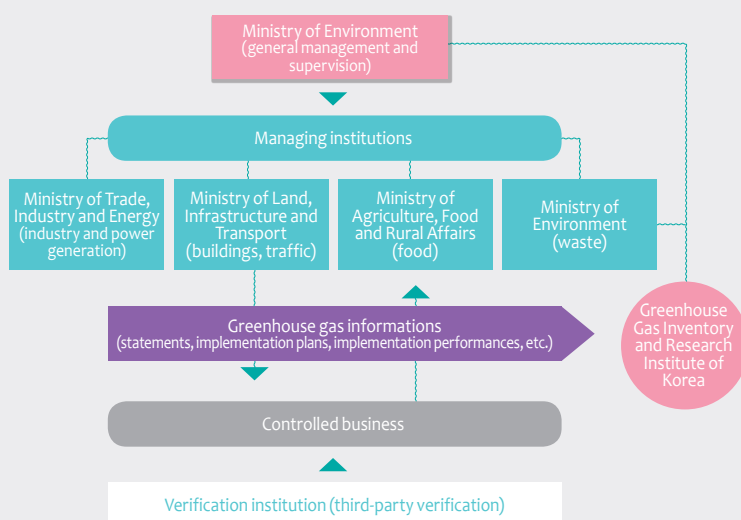 Ministry of Environment
(general management and
supervision)
Managing institutions
Ministry of Trade,
Industry and Energy
(industry and power
generation)
Ministry of Land,
Infrastructure and
Transport
(buildings, traffic)
Ministry of
Agriculture, Food
and Rural Affairs
(food)
Ministry of
Environment
(waste)
Greenhouse gas informations
(statements, implementation plans, implementation performances, etc.)
Greenhouse
Gas Inventory
and Research
Institute of
Korea
Controlled business
Verification institution (third-party verification)